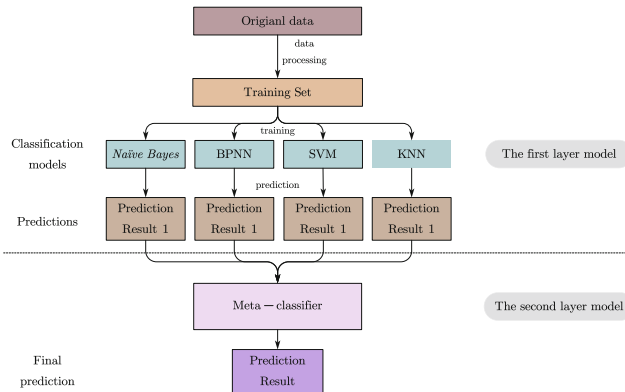 Origianl data
data
processing
Training Set
training
Classification
models
Naïve Bayes
BPNN
SVM
KNN
The first layer model
prediction
Predictions
Prediction
Result 1
Prediction
Result 1
Prediction
Result 1
Prediction
Result 1
Meta − classifier
The second layer model
Final
prediction
Prediction
Result